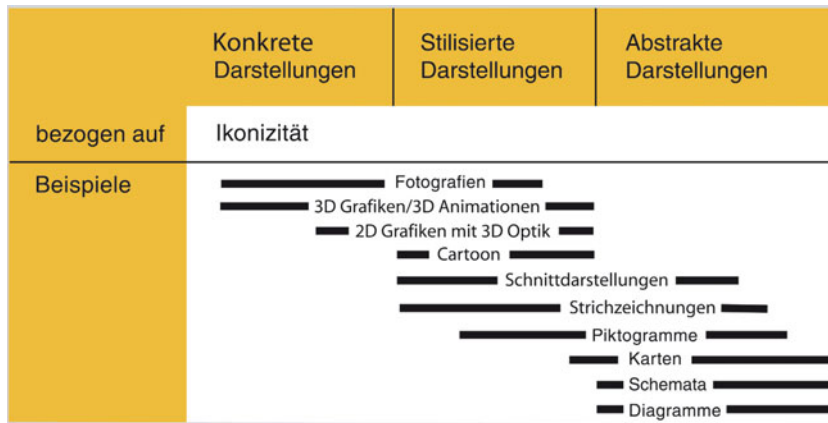 Konkrete Darstellungen
Stilisierte Darstellungen
Abstrakte Darstellungen
bezogen auf
Ikonizität
Beispiele
Fotografien
3D Grafiken/3D Animationen
2D Grafiken mit 3D Optik
Cartoon
Schnittdarstellungen
Strichzeichnungen
Piktogramme
Karten
Schemata
Diagramme